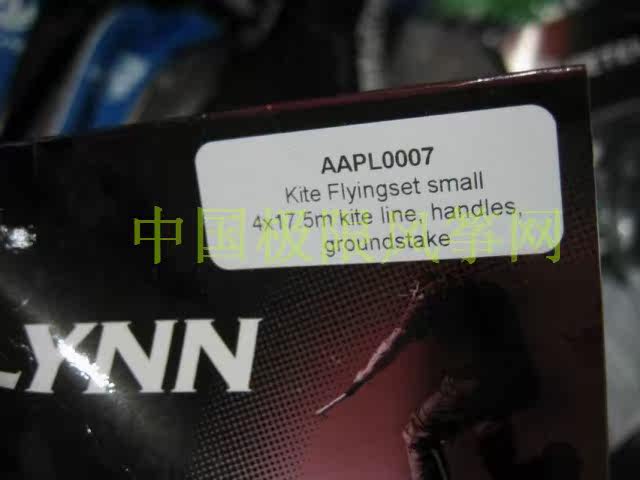 AAPL0007
Kite Flyingset small
4x17.5m kite line, handles,
groundstake
中国极限风筝网
LYNN